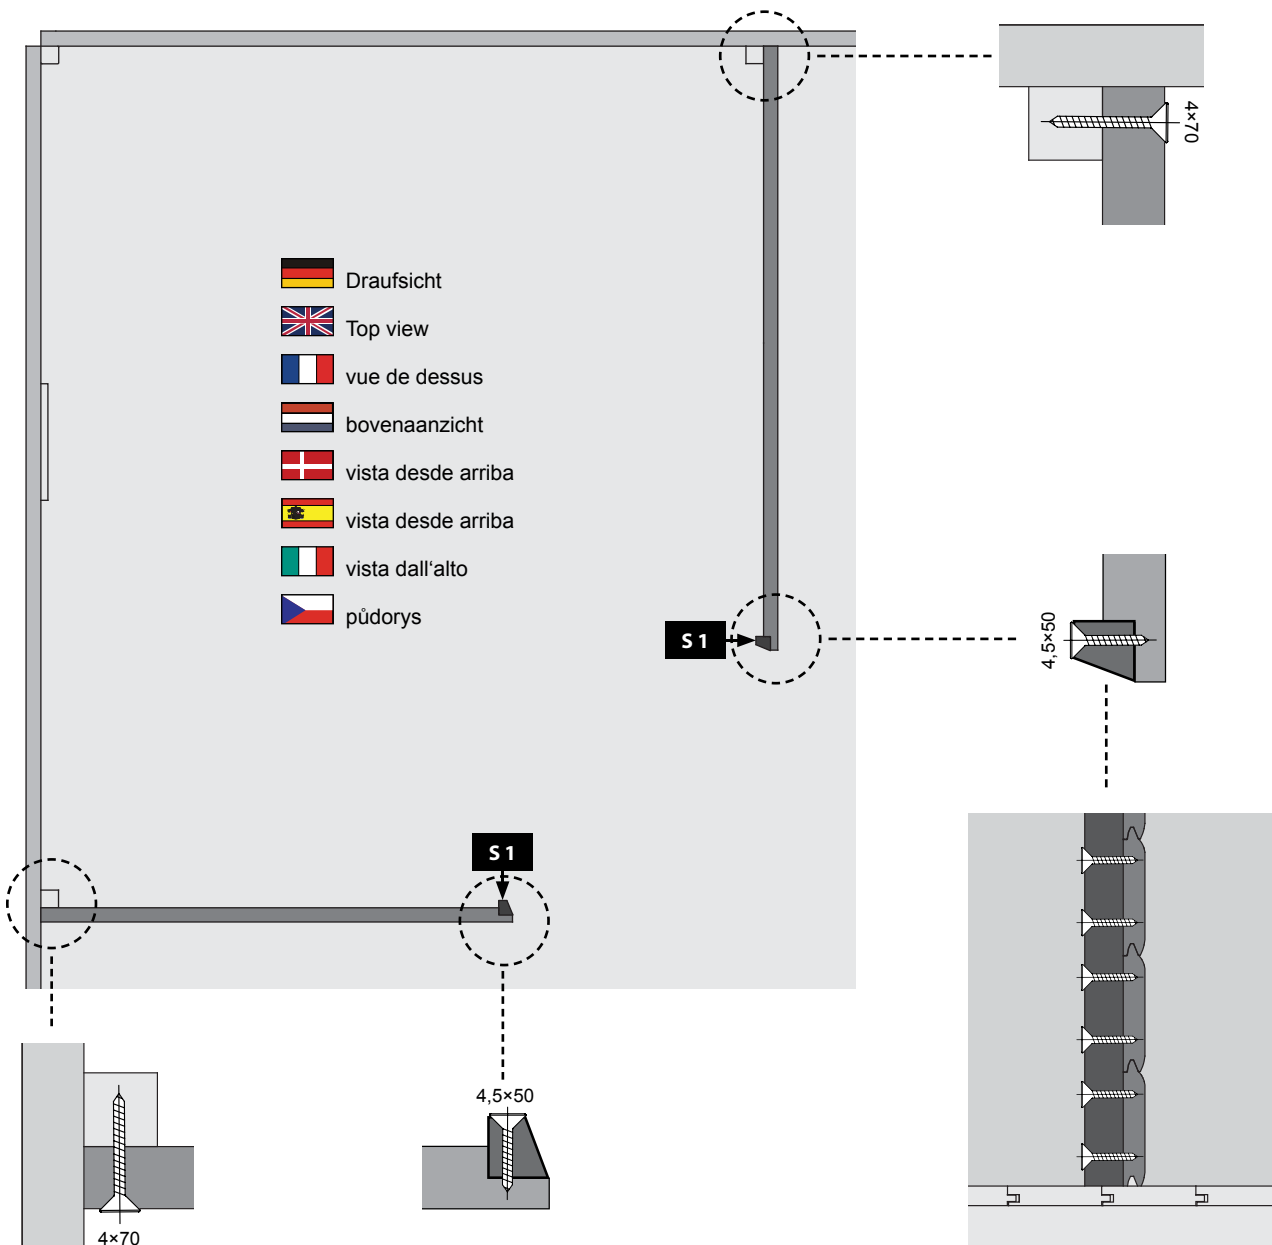 4×70
Draufsicht
Top view
vue de dessus
bovenaanzicht
vista desde arriba
vista desde arriba
vista dall‘alto
půdorys
S 1
4,5×50
S 1
4,5×50
4×70